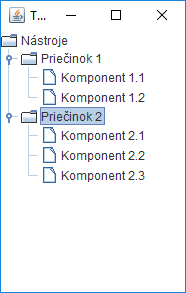 T...
Nástroje
Priečinok 1
Komponent 1.1
Komponent 1.2
Priečinok 2
Komponent 2.1
Komponent 2.2
Komponent 2.3